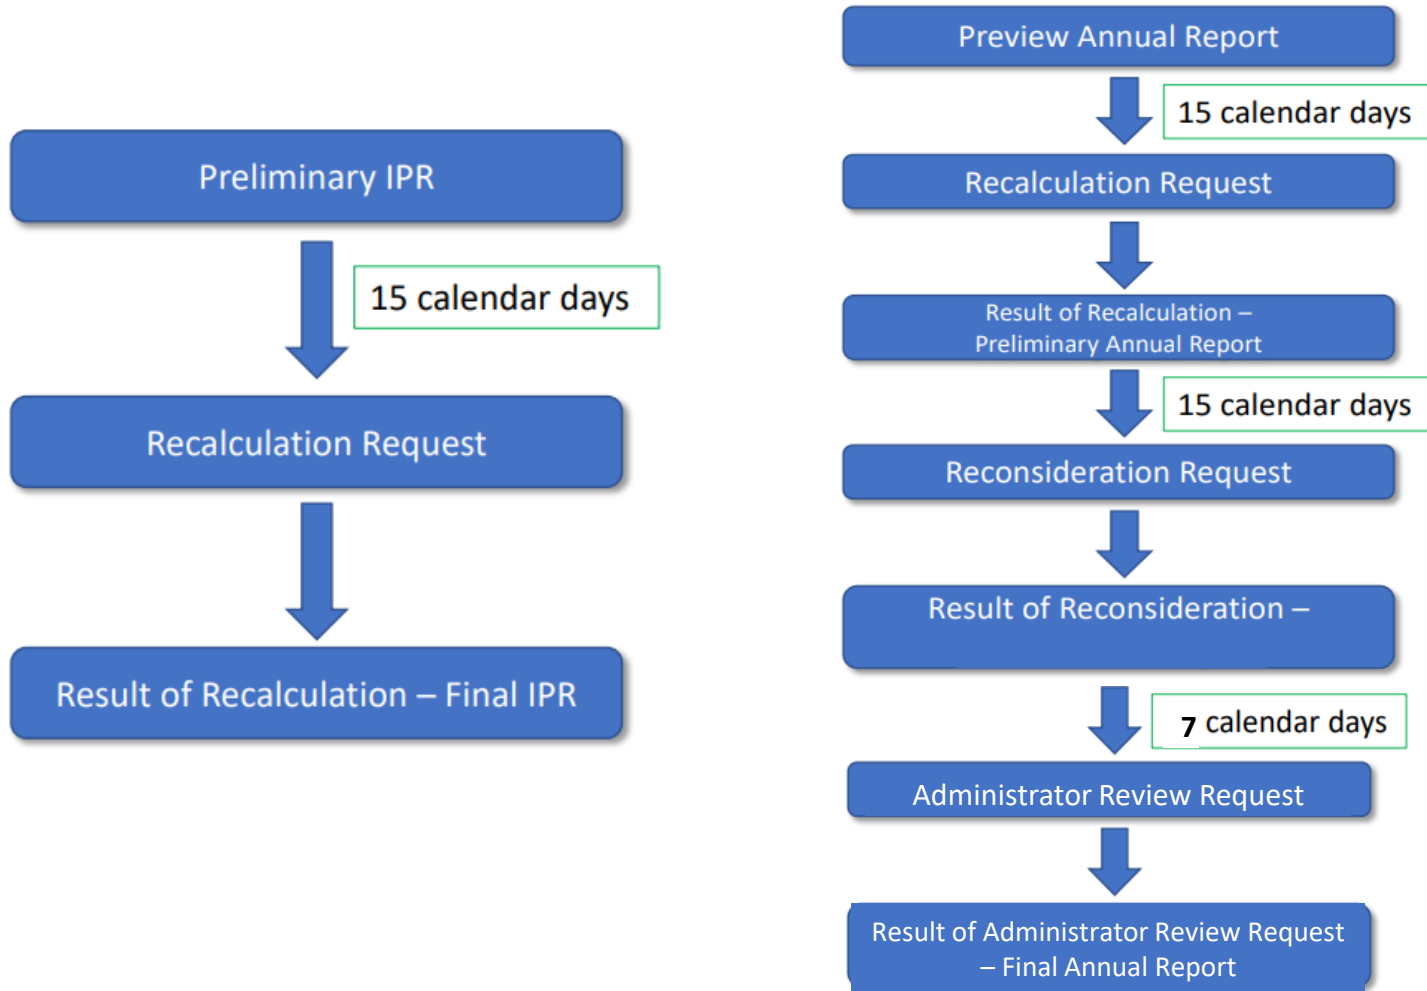 Preliminary IPR
15 calendar days
Recalculation Request
Result of Recalculation – Final IPR
Preview Annual Report
15 calendar days
Recalculation Request
Result of Recalculation –
Preliminary Annual Report
15 calendar days
Reconsideration Request
Result of Reconsideration –
7 calendar days
Administrator Review Request
Result of Administrator Review Request
– Final Annual Report